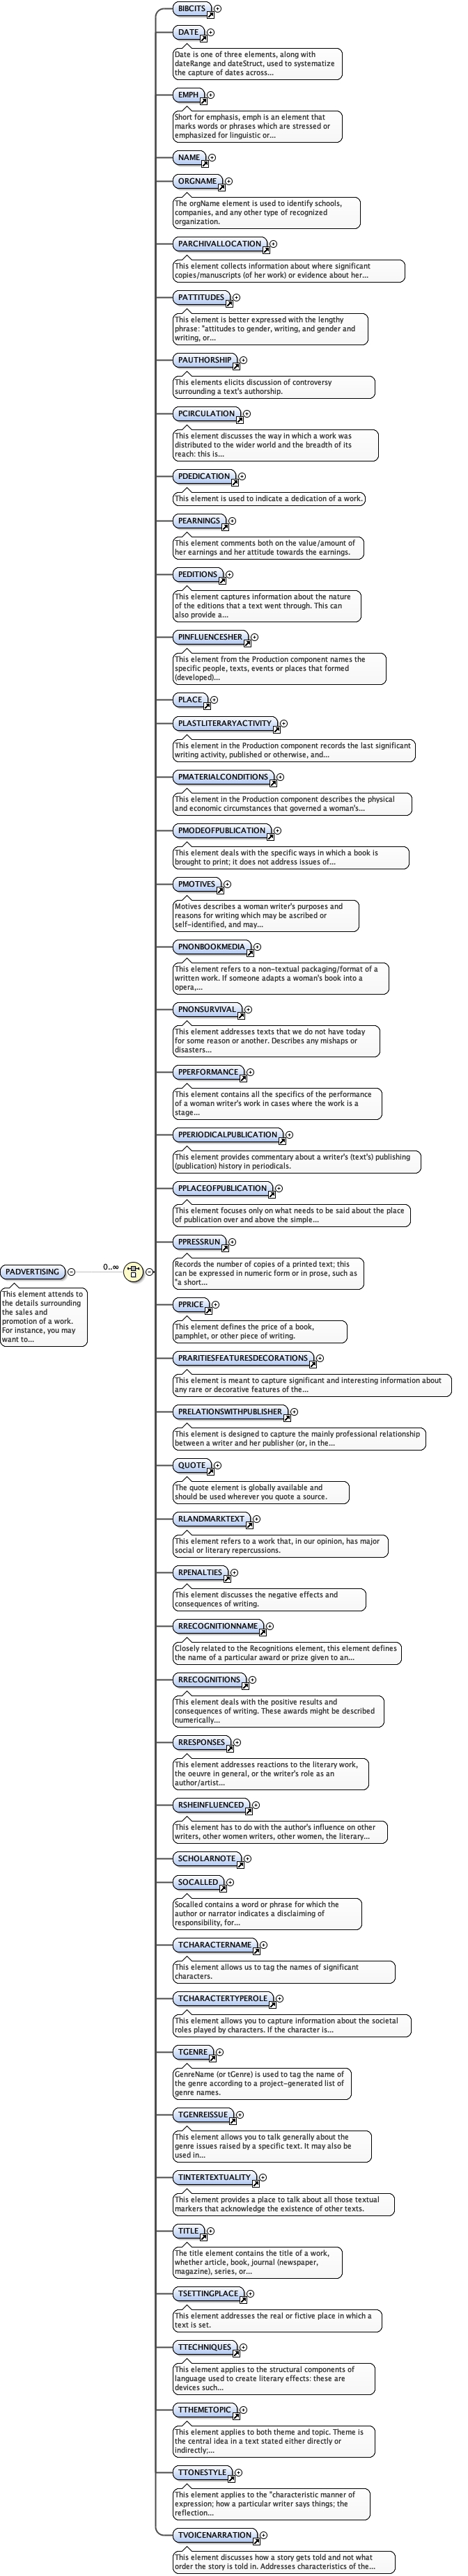 BIBCITS
DATE
Date is one of three elements, along with
dateRange and dateStruct, used to systematize
the capture of dates across...
EMPH
Short for emphasis, emph is an element that
marks words or phrases which are stressed or
emphasized for linguistic or...
NAME
ORGNAME
The orgName element is used to identify schools,
companies, and any other type of recognized
organization.
PARCHIVALLOCATION
This element collects information about where significant
copies/manuscripts (of her work) or evidence about her...
PATTITUDES
This element is better expressed with the lengthy
phrase: "attitudes to gender, writing, and gender and
writing, or...
PAUTHORSHIP
This elements elicits discussion of controversy
surrounding a text's authorship.
PCIRCULATION
This element discusses the way in which a work was
distributed to the wider world and the breadth of its
reach: this is...
PDEDICATION
This element is used to indicate a dedication of a work.
PEARNINGS
This element comments both on the value/amount of
her earnings and her attitude towards the earnings.
PEDITIONS
This element captures information about the nature
of the editions that a text went through. This can
also provide a...
PINFLUENCESHER
This element from the Production component names the
specific people, texts, events or places that formed
(developed)...
PLACE
PLASTLITERARYACTIVITY
This element in the Production component records the last significant
writing activity, published or otherwise, and...
PMATERIALCONDITIONS
This element in the Production component describes the physical
and economic circumstances that governed a woman's...
PMODEOFPUBLICATION
This element deals with the specific ways in which a book is
brought to print; it does not address issues of...
PMOTIVES
Motives describes a woman writer's purposes and
reasons for writing which may be ascribed or
self-identified, and may...
PNONBOOKMEDIA
This element refers to a non-textual packaging/format of a
written work. If someone adapts a woman's book into a
opera,...
PNONSURVIVAL
This element addresses texts that we do not have today
for some reason or another. Describes any mishaps or
disasters...
PPERFORMANCE
This element contains all the specifics of the performance
of a woman writer's work in cases where the work is a
stage...
PPERIODICALPUBLICATION
This element provides commentary about a writer's (text's) publishing
(publication) history in periodicals.
PPLACEOFPUBLICATION
This element focuses only on what needs to be said about the place
of publication over and above the simple...
PPRESSRUN
Records the number of copies of a printed text; this
can be expressed in numeric form or in prose, such as
"a short...
PADVERTISING
0..∞
This element attends to
the details surrounding
the sales and
promotion of a work.
For instance, you may
want to...
PPRICE
This element defines the price of a book,
pamphlet, or other piece of writing.
PRARITIESFEATURESDECORATIONS
This element is meant to capture significant and interesting information about
any rare or decorative features of the...
PRELATIONSWITHPUBLISHER
This element is designed to capture the mainly professional relationship
between a writer and her publisher (or, in the...
QUOTE
The quote element is globally available and
should be used wherever you quote a source.
RLANDMARKTEXT
This element refers to a work that, in our opinion, has major
social or literary repercussions.
RPENALTIES
This element discusses the negative effects and
consequences of writing.
RRECOGNITIONNAME
Closely related to the Recognitions element, this element defines
the name of a particular award or prize given to an...
RRECOGNITIONS
This element deals with the positive results and
consequences of writing. These awards might be described
numerically...
RRESPONSES
This element addresses reactions to the literary work,
the oeuvre in general, or the writer's role as an
author/artist...
RSHEINFLUENCED
This element has to do with the author's influence on other
writers, other women writers, other women, the literary...
SCHOLARNOTE
SOCALLED
Socalled contains a word or phrase for which the
author or narrator indicates a disclaiming of
responsibility, for...
TCHARACTERNAME
This element allows us to tag the names of significant
characters.
TCHARACTERTYPEROLE
This element allows you to capture information about the societal
roles played by characters. If the character is...
TGENRE
GenreName (or tGenre) is used to tag the name of
the genre according to a project-generated list of
genre names.
TGENREISSUE
This element allows you to talk generally about the
genre issues raised by a specific text. It may also be
used in...
TINTERTEXTUALITY
This element provides a place to talk about all those textual
markers that acknowledge the existence of other texts.
TITLE
The title element contains the title of a work,
whether article, book, journal (newspaper,
magazine), series, or...
TSETTINGPLACE
This element addresses the real or fictive place in which a
text is set.
TTECHNIQUES
This element applies to the structural components of
language used to create literary effects: these are
devices such...
TTHEMETOPIC
This element applies to both theme and topic. Theme is
the central idea in a text stated either directly or
indirectly;...
TTONESTYLE
This element applies to the "characteristic manner of
expression; how a particular writer says things; the
reflection...
TVOICENARRATION
This element discusses how a story gets told and not what
order the story is told in. Addresses characteristics of the...